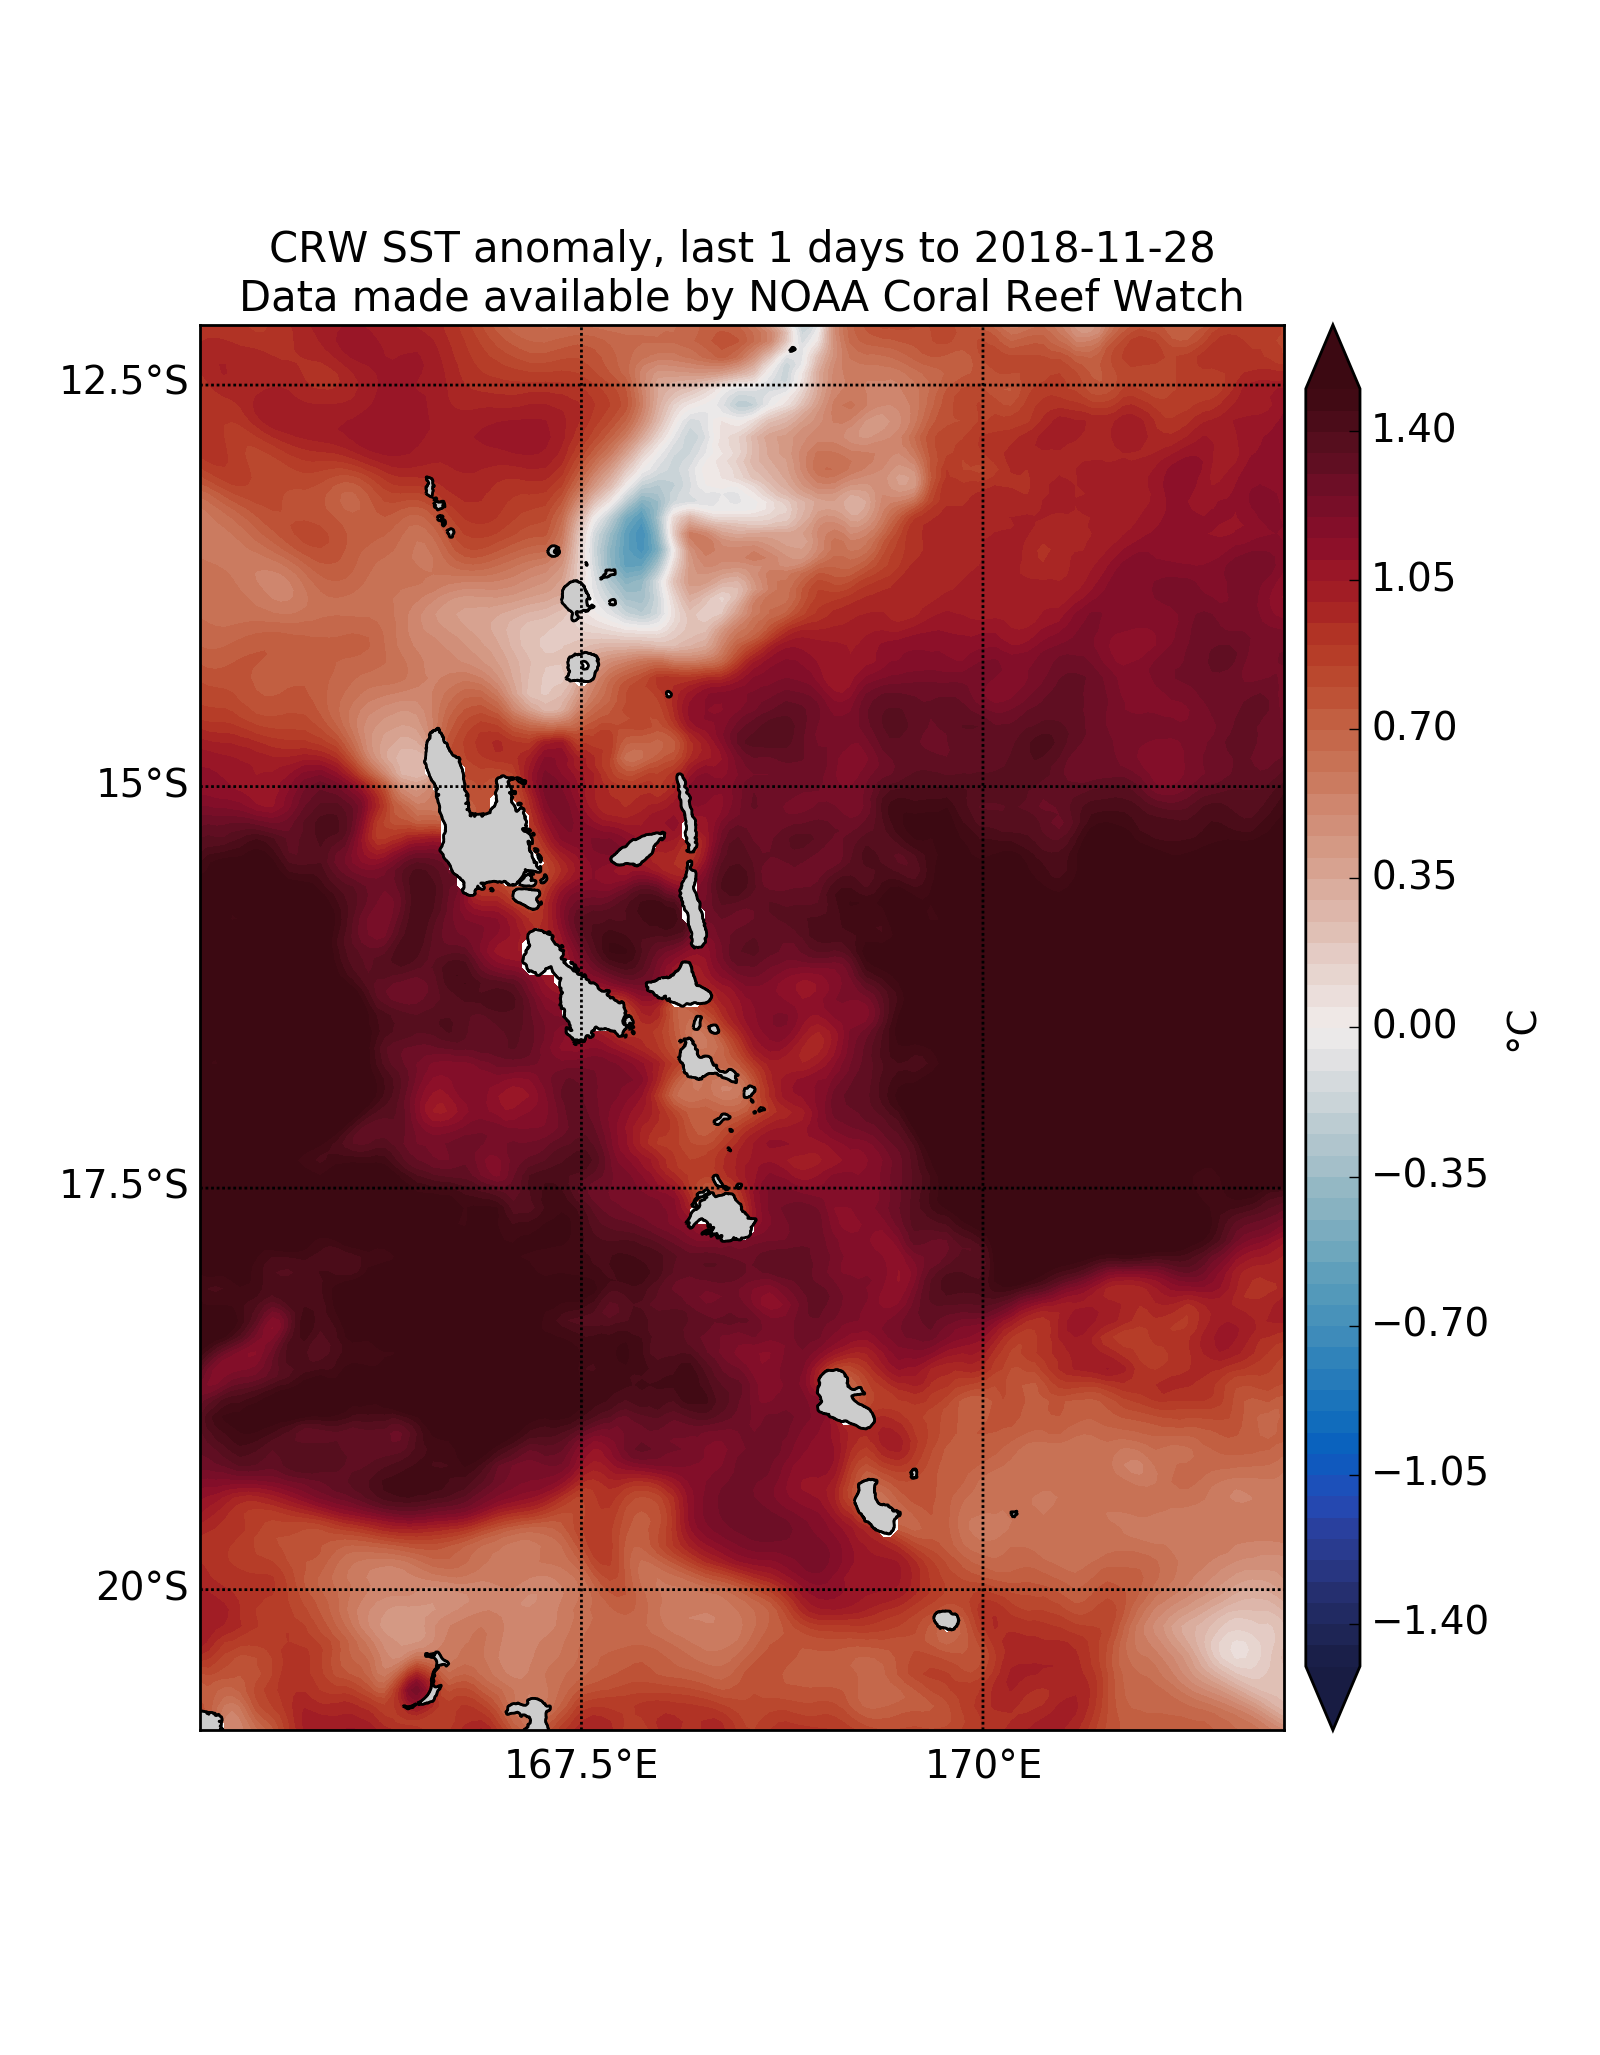 CRW SST anomaly, last 1 days to 2018-11-28
Data made available by NOAA Coral Reef Watch
12.5°S
15°S
17.5°S
20°S
167.5°E
170°E
1.40
1.05
0.70
0.35
0.00
−0.35
−0.70
−1.05
−1.40
°C